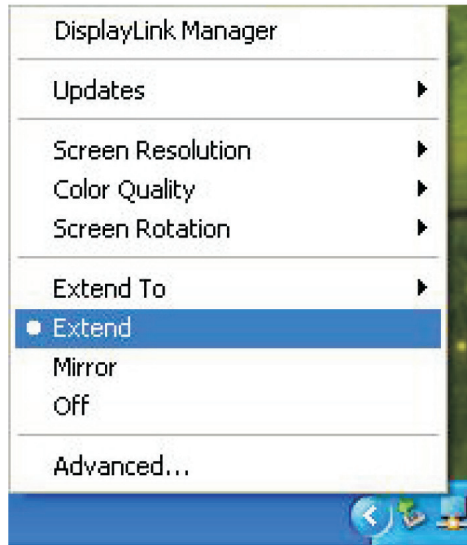 DisplayLink Manager
Updates
Screen Resolution
Color Quality
Screen Rotation
Extend To
Extend
Mirror
Off
Advanced...